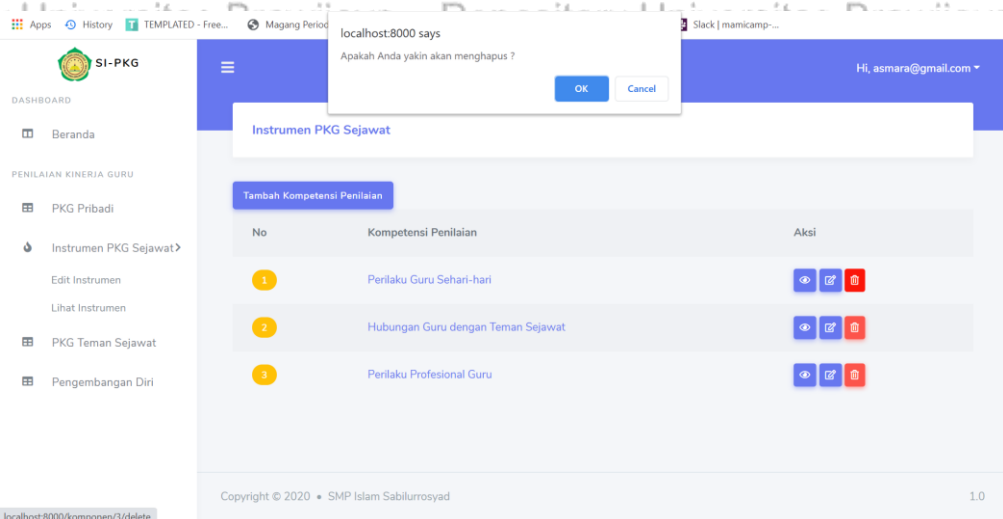 Apps History TEMPLATED - Free... Magang Period Slack | mamicamp-...
localhost:8000 says
Apakah Anda yakin akan menghapus ?
OK Cancel
SI-PKG
Hi, asmara@gmail.com
DASHBOARD
Beranda
PENILAIAN KINERJA GURU
PKG Pribadi
Instrumen PKG Sejawat
Edit Instrumen
Lihat Instrumen
PKG Teman Sejawat
Pengembangan Diri
Instrumen PKG Sejawat
Tambah Kompetensi Penilaian
No Kompetensi Penilaian Aksi
1 Perilaku Guru Sehari-hari
2 Hubungan Guru dengan Teman Sejawat
3 Perilaku Profesional Guru
Copyright © 2020 • SMP Islam Sabilurrosyad 1.0
localhost:8000/komponen/3/delete